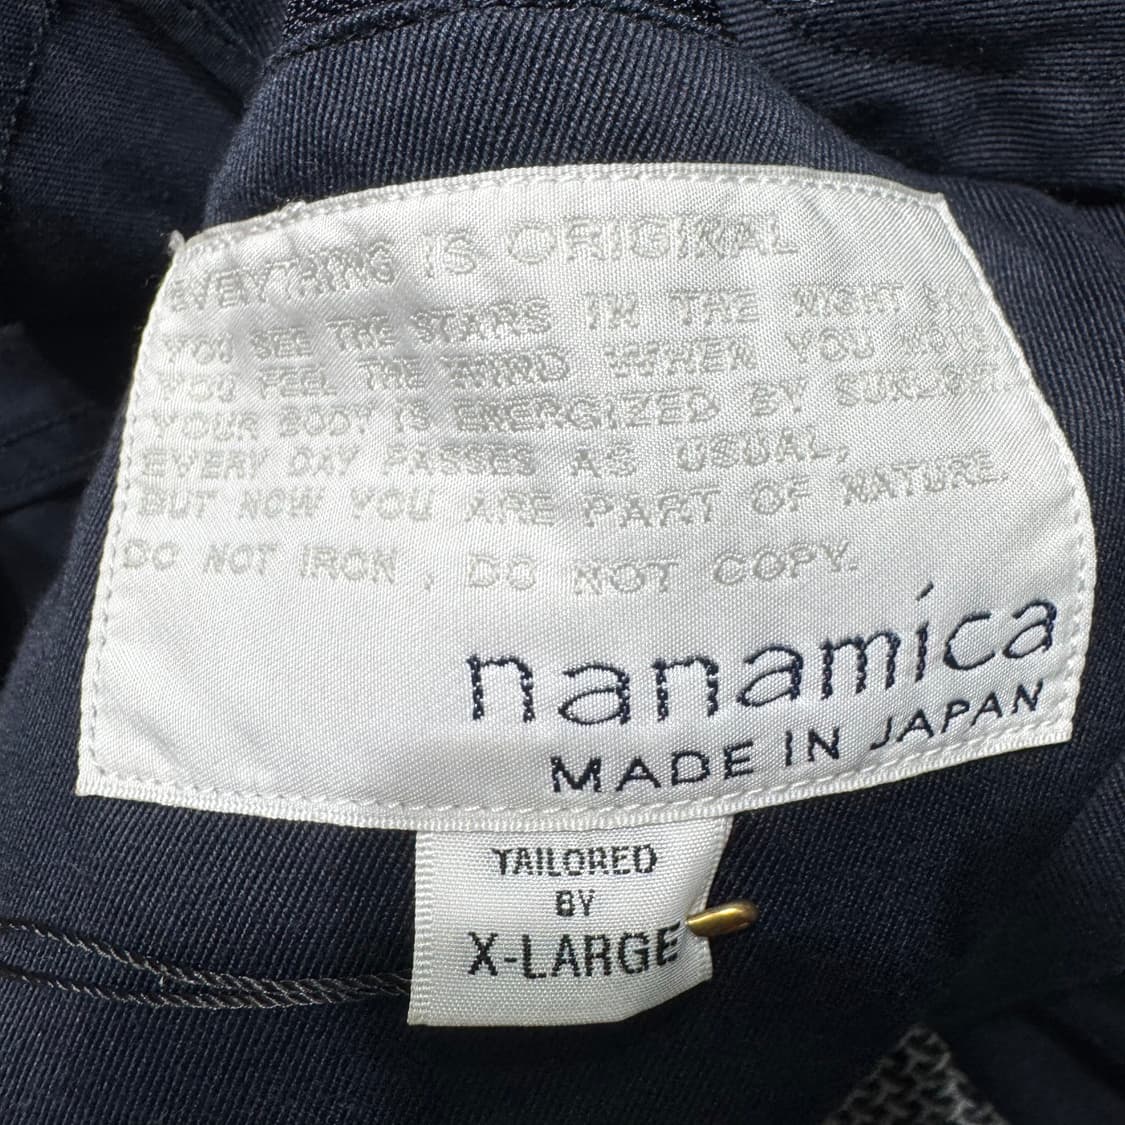 EVERYTHING IS ORIGINAL
YOU SEE THE STARS IN THE NIGHT
YOU FEEL THE WIND WHEN YOU MOVE
YOUR BODY IS ENERGIZED BY
EVERY DAY PASSES AS USUAL,
BUT NOW YOU ARE PART OF NATURE.
DO NOT IRON , DO NOT COPY.
nanamica
MADE IN JAPAN
TAILORED
BY
X-LARGE